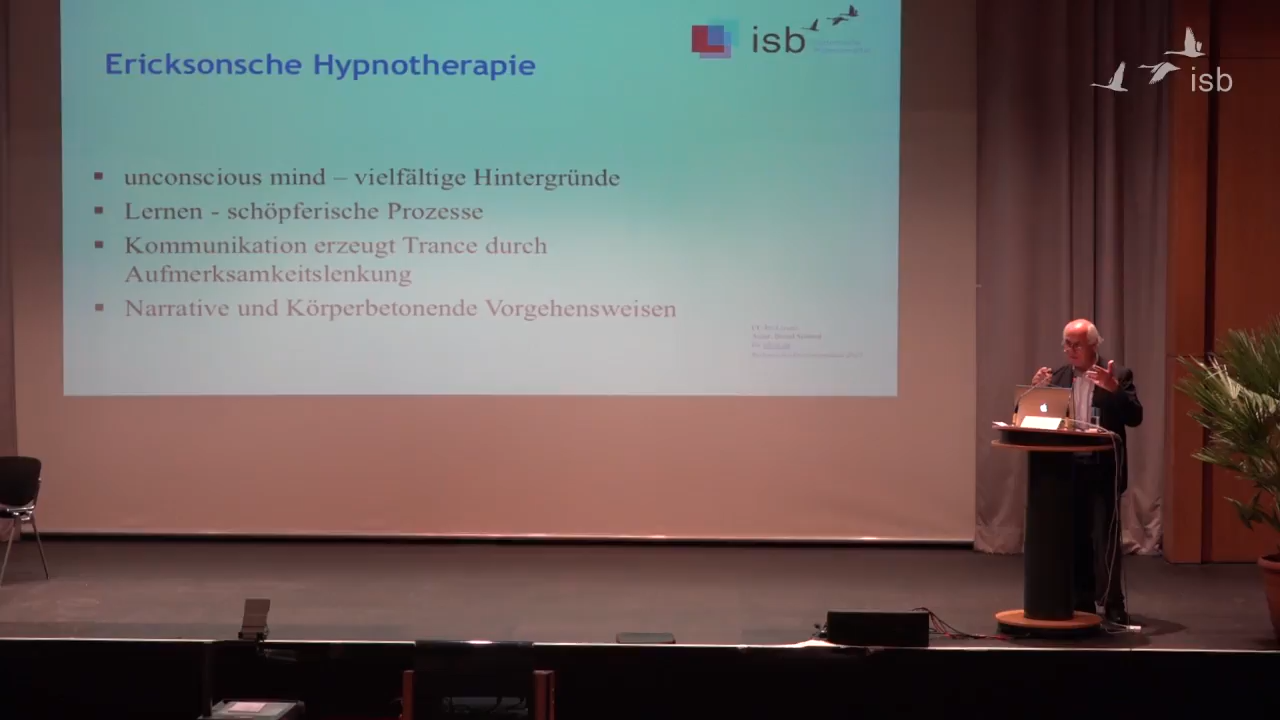 Ericksonsche Hypnotherapie
isb
isb
▪ unconscious mind – vielfältige Hintergründe
▪ Lernen - schöpferische Prozesse
▪ Kommunikation erzeugt Trance durch
Aufmerksamkeitslenkung
▪ Narrative und Körperbetonende Vorgehensweisen